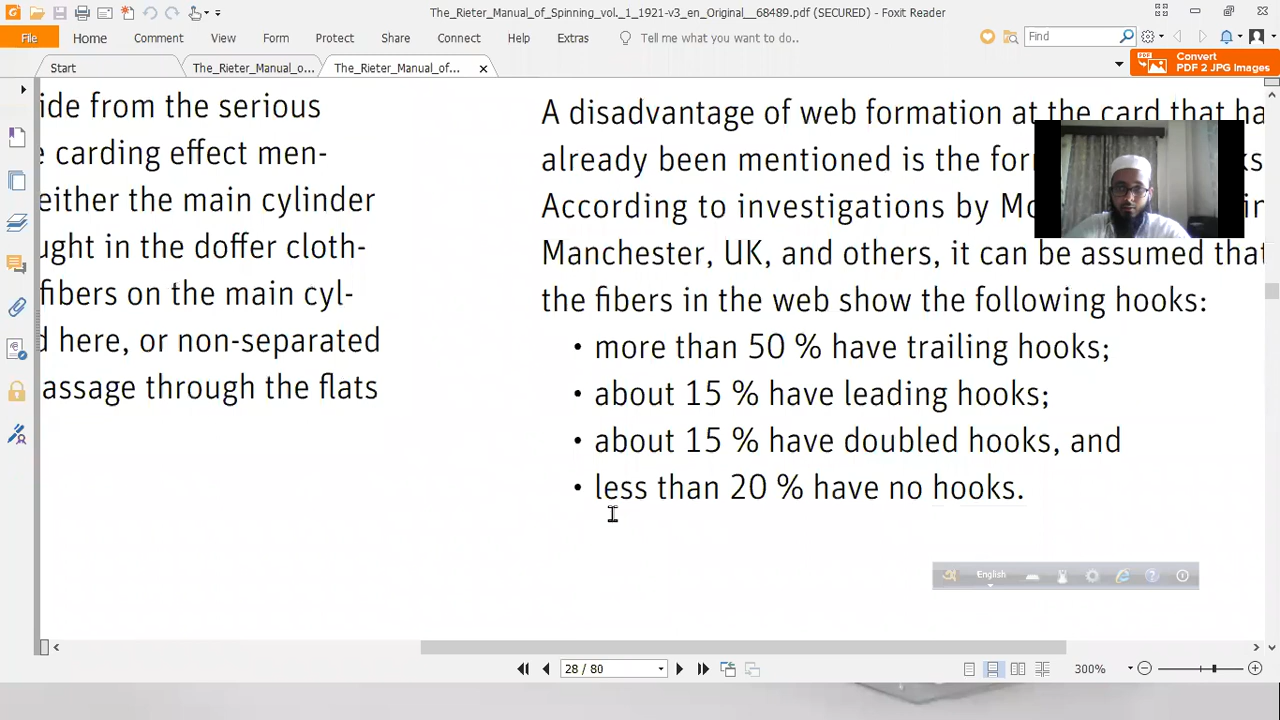 The_Rieter_Manual_of_Spinning_vol._1_1921-v3_en_Original__68489.pdf (SECURED) - Foxit Reader
File Home Comment View Form Protect Share Connect Help Extras Tell me what you want to do.. Find
Start The_Rieter_Manual_o... The_Rieter_Manual_of...
Convert
PDF 2 JPG Images
ide from the serious
carding effect men-
either the main cylinder
ught in the doffer cloth-
fibers on the main cyl-
here, or non-separated
assage through the flats
A disadvantage of web formation at the card that ha
already been mentioned is the
According to investigations by
Manchester, UK, and others, it can be assumed that
the fibers in the web show the following hooks:
• more than 50 % have trailing hooks;
• about 15 % have leading hooks;
• about 15 % have doubled hooks, and
• less than 20 % have no hooks.
English
28 / 80
300%